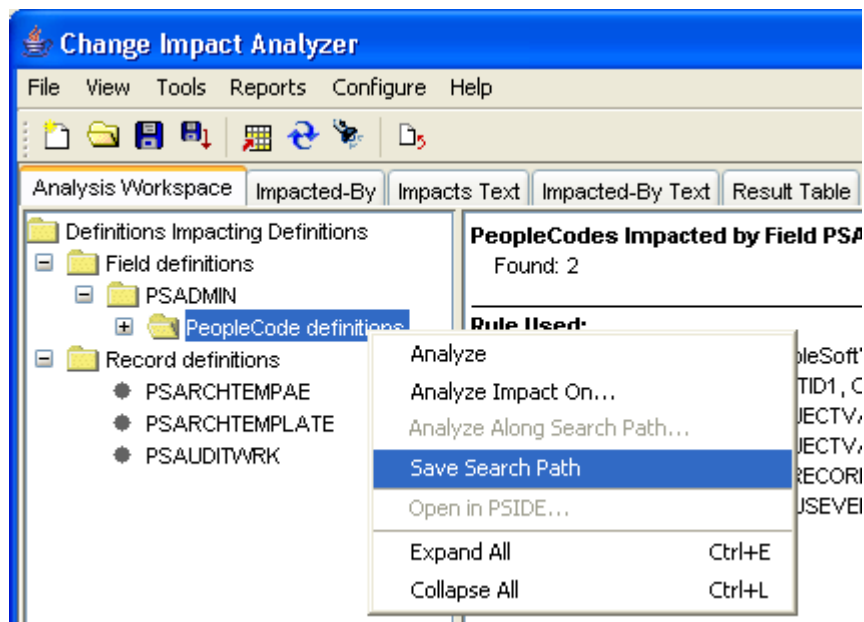 Change Impact Analyzer
File View Tools Reports Configure Help
Analysis Workspace Impacted-By Impacts Text Impacted-By Text Result Table
Definitions Impacting Definitions
Field definitions
PSADMIN
PeopleCode definitions
Record definitions
PSARCHTEMPAE
PSARCHTEMPLATE
PSAUDITWRK
PeopleCodes Impacted by Field PSA
Found: 2
Rule Used:
Analyze
Analyze Impact On...
Analyze Along Search Path...
Save Search Path
Open in PSIDE...
Expand All Ctrl+E
Collapse All Ctrl+L